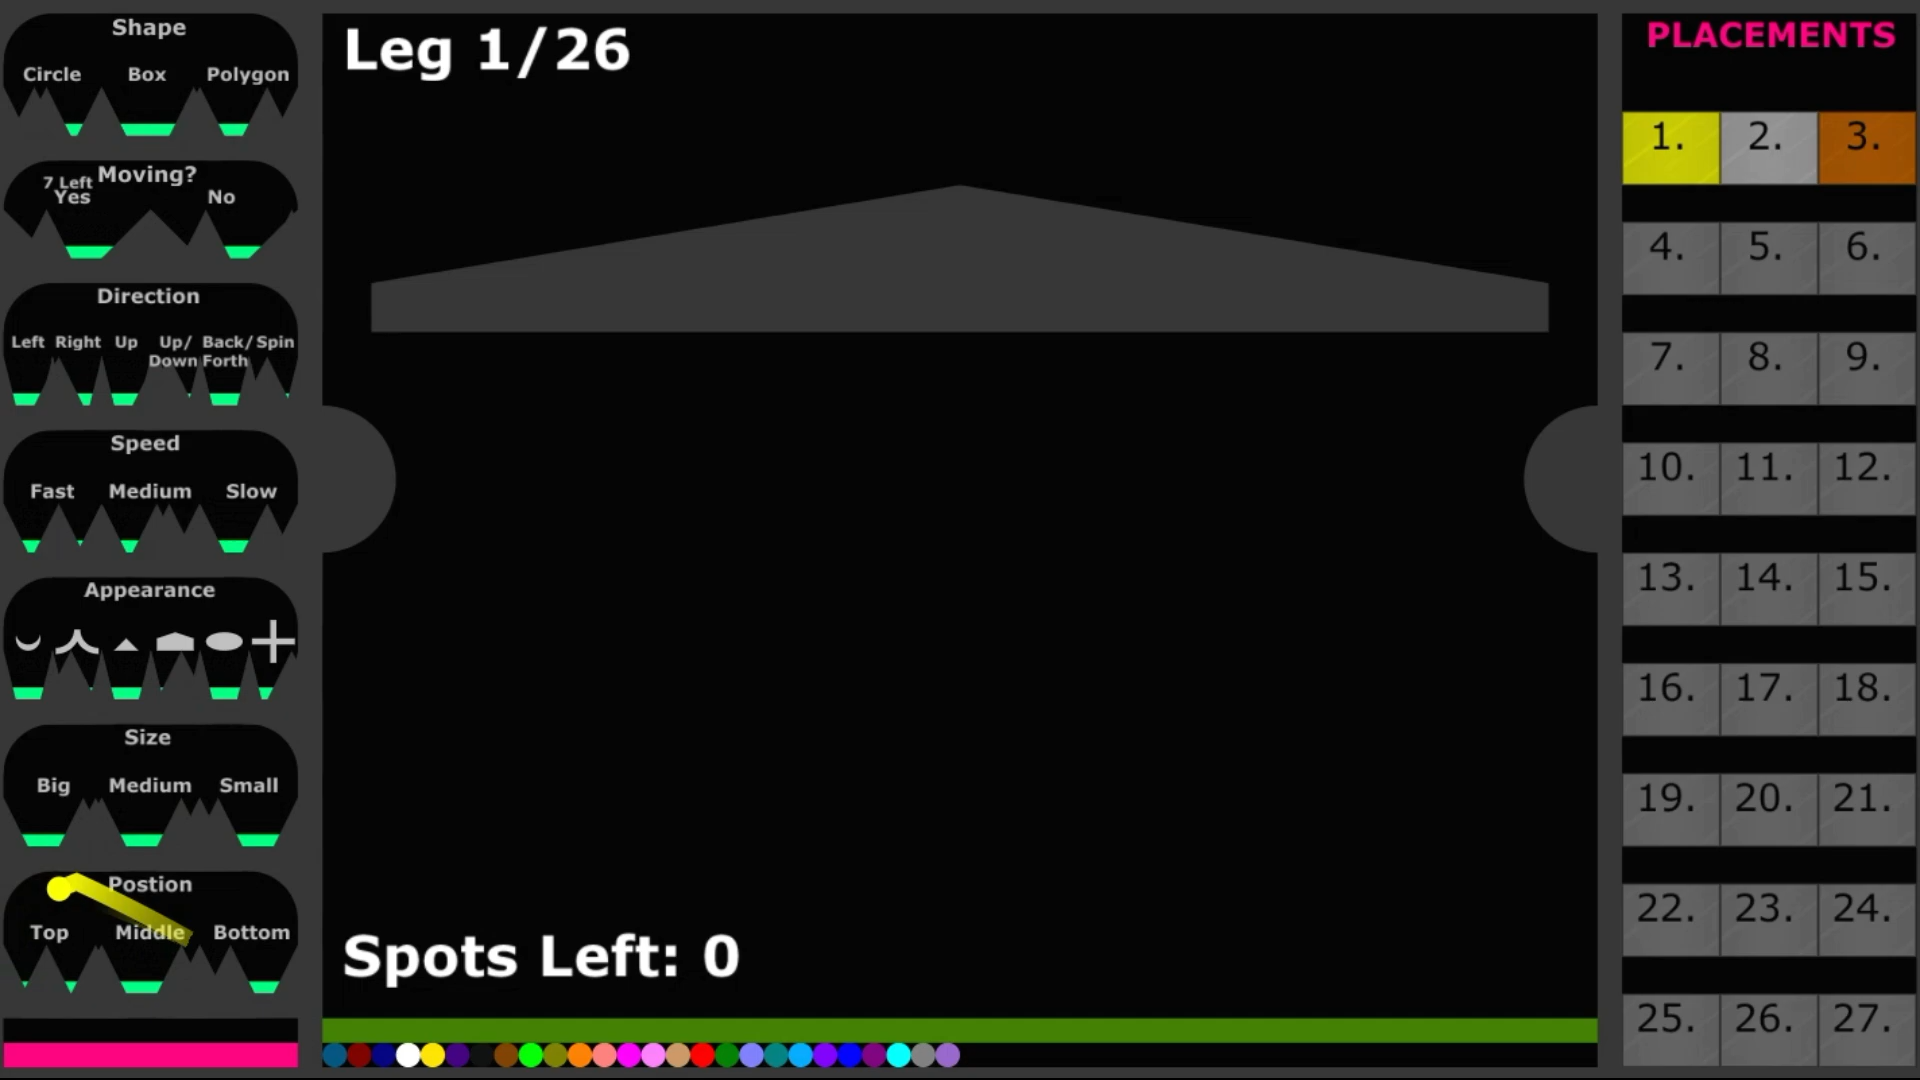 Shape
Circle Box Polygon
Moving?
7 Left
Yes No
Direction
Left Right Up Up/ Back/ Spin
Down Forth
Speed
Fast Medium Slow
Appearance
Size
Big Medium Small
Postion
Top Middle Bottom
Leg 1/26
Spots Left: 0
PLACEMENTS
1. 2. 3.
4. 5. 6.
7. 8. 9.
10. 11. 12.
13. 14. 15.
16. 17. 18.
19. 20. 21.
22. 23. 24.
25. 26. 27.